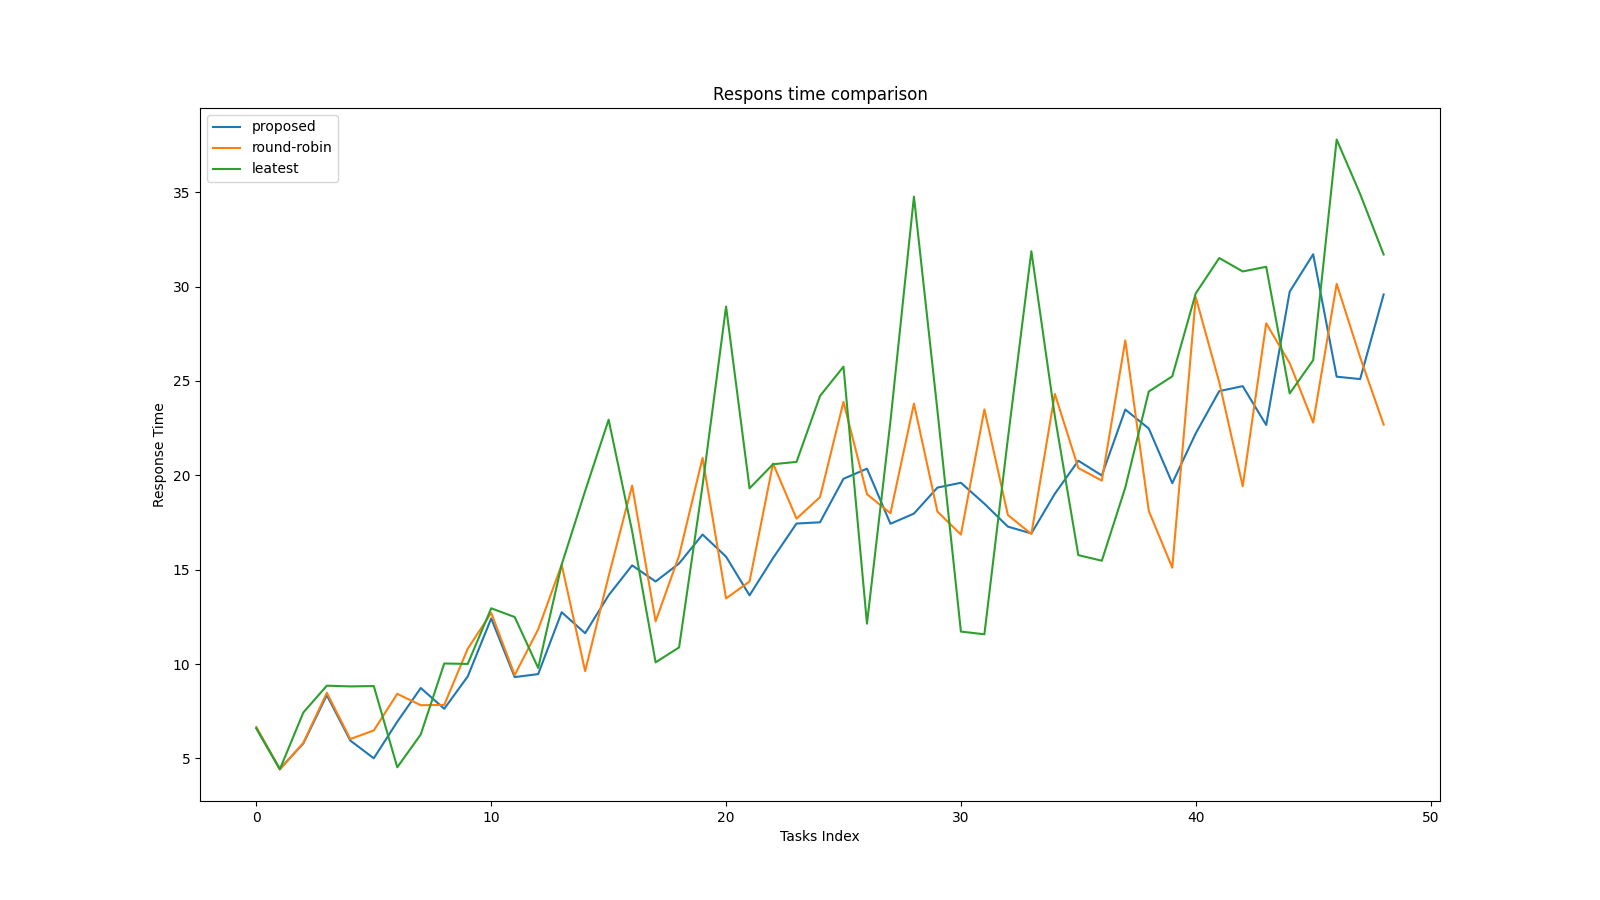 Respons time comparison
proposed
round-robin
leatest
35
30
25
20
15
10
5
Response Time
0 10 20 30 40 50
Tasks Index